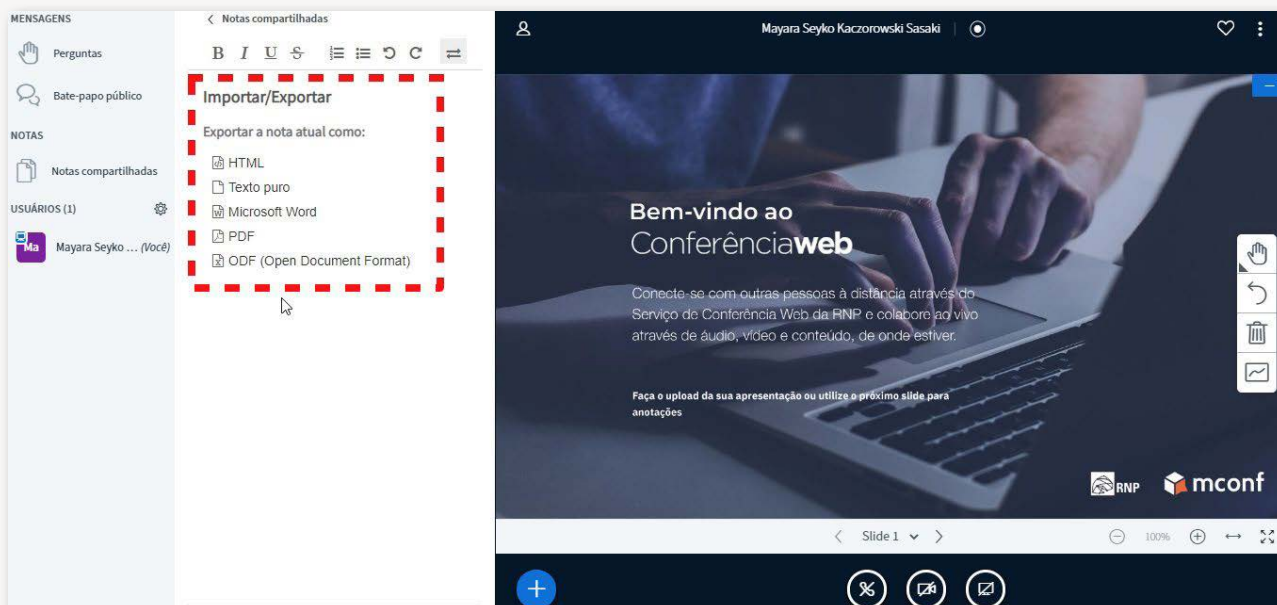 MENSAGENS
Perguntas
Bate-papo público
NOTAS
Notas compartilhadas
USUÁRIOS (1)
Ma
Mayara Seyko ... (Você)
Notas compartilhadas
B I U S
Importar/Exportar
Exportar a nota atual como:
HTML
Texto puro
Microsoft Word
PDF
ODF (Open Document Format)
Mayara Seyko Kaczorowski Sasaki
Bem-vindo ao
Conferênciaweb
Conecte-se com outras pessoas à distância através do
Serviço de Conferência Web da RNP e colabore ao vivo
através de áudio, vídeo e conteúdo, de onde estiver.
Faça o upload da sua apresentação ou utilize o próximo slide para
anotações
RNP
mconf
Slide 1
100%